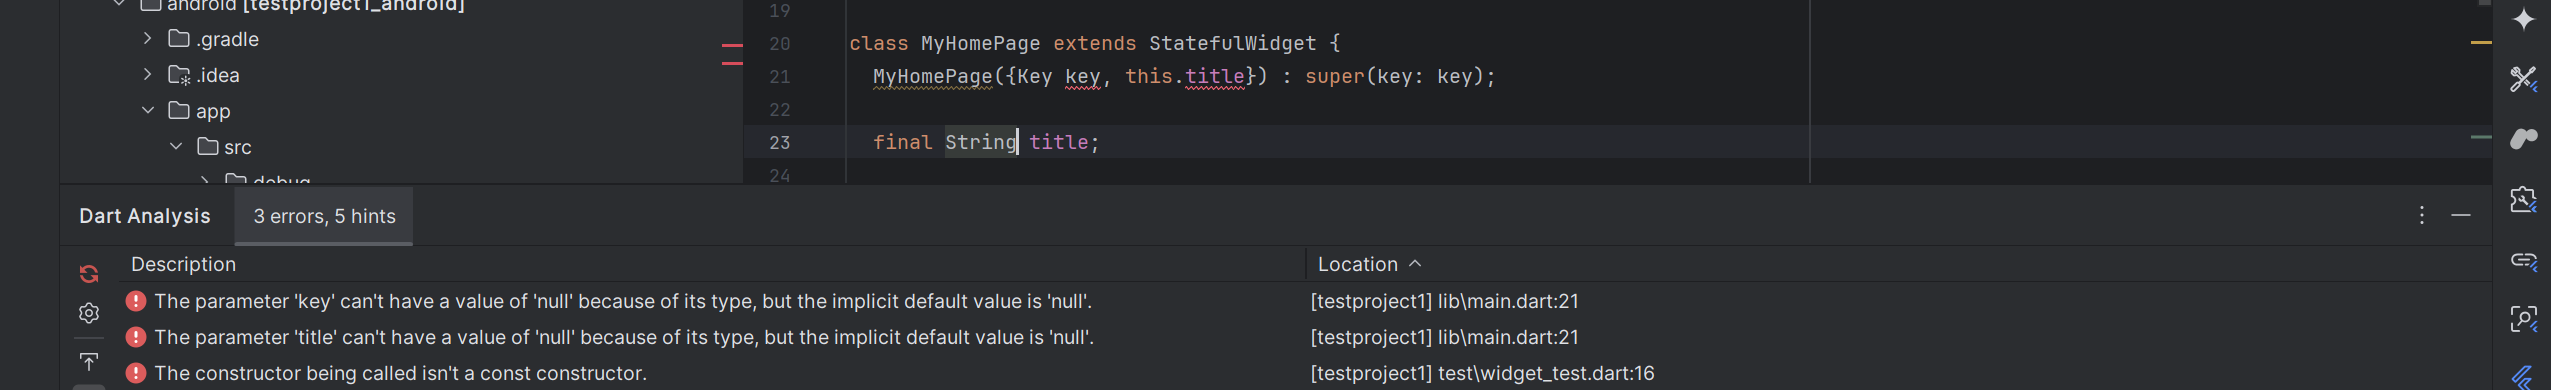 android [testproject1_android]
.gradle
.idea
app
src
debug
19
20 class MyHomePage extends StatefulWidget {
21 MyHomePage({Key key, this.title}) : super(key: key);
22
23 final String title;
24
Dart Analysis 3 errors, 5 hints
Description Location
The parameter 'key' can't have a value of 'null' because of its type, but the implicit default value is 'null'. [testproject1] lib\main.dart:21
The parameter 'title' can't have a value of 'null' because of its type, but the implicit default value is 'null'. [testproject1] lib\main.dart:21
The constructor being called isn't a const constructor. [testproject1] test\widget_test.dart:16